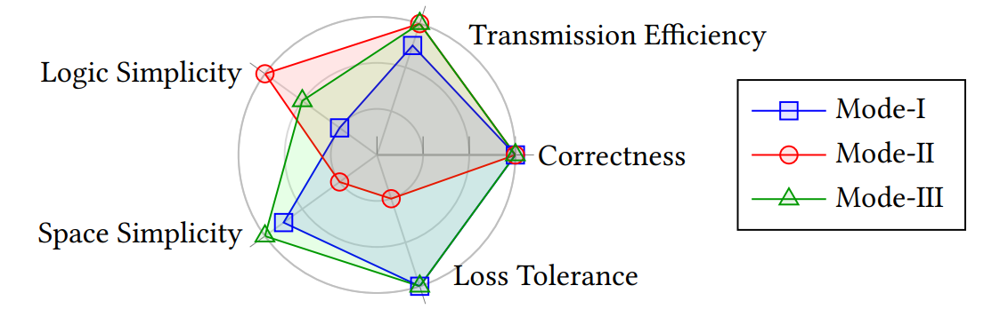 Transmission Efficiency
Logic Simplicity
Correctness
Space Simplicity
Loss Tolerance
Mode-I
Mode-II
Mode-III